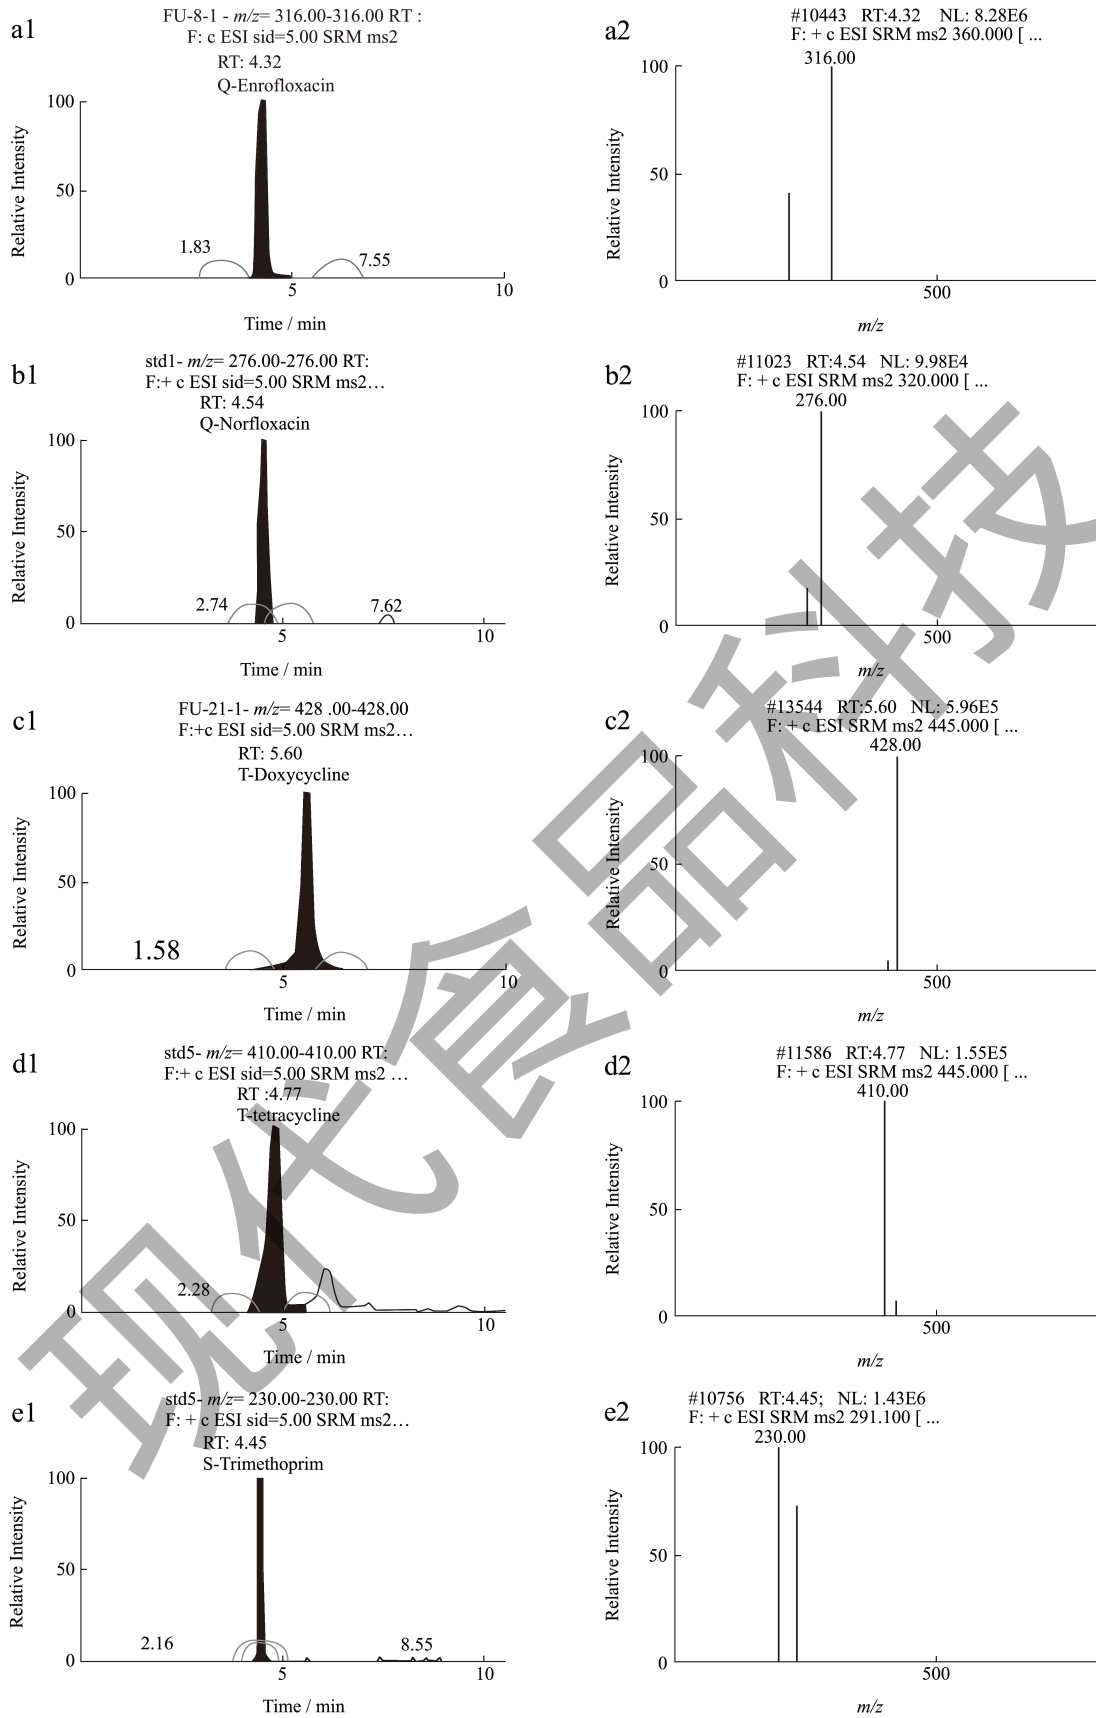 a1
FU-8-1 - m/z= 316.00-316.00 RT :
F: c ESI sid=5.00 SRM ms2
RT: 4.32
Q-Enrofloxacin
100
50
0
1.83
7.55
5
10
Relative Intensity
Time / min
a2
#10443 RT:4.32 NL: 8.28E6
F: + c ESI SRM ms2 360.000 [ ...
316.00
100
50
0
500
Relative Intensity
m/z
b1
std1- m/z= 276.00-276.00 RT:
F:+ c ESI sid=5.00 SRM ms2…
RT: 4.54
Q-Norfloxacin
100
50
0
2.74
7.62
5
10
Relative Intensity
Time / min
b2
#11023 RT:4.54 NL: 9.98E4
F: + c ESI SRM ms2 320.000 [ ...
276.00
100
50
0
500
Relative Intensity
m/z
c1
FU-21-1- m/z= 428 .00-428.00
F:+c ESI sid=5.00 SRM ms2…
RT: 5.60
T-Doxycycline
100
50
0
1.58
5
10
Relative Intensity
Time / min
c2
#13544 RT:5.60 NL: 5.96E5
F: + c ESI SRM ms2 445.000 [ ...
428.00
100
50
0
500
Relative Intensity
m/z
d1
std5- m/z= 410.00-410.00 RT:
F:+ c ESI sid=5.00 SRM ms2 …
RT :4.77
T-tetracycline
100
50
0
2.28
5
10
Relative Intensity
Time / min
d2
#11586 RT:4.77 NL: 1.55E5
F: + c ESI SRM ms2 445.000 [ ...
410.00
100
50
0
500
Relative Intensity
m/z
e1
std5- m/z= 230.00-230.00 RT:
F: + c ESI sid=5.00 SRM ms2…
RT: 4.45
S-Trimethoprim
100
50
0
2.16
8.55
5
10
Relative Intensity
Time / min
e2
#10756 RT:4.45; NL: 1.43E6
F: + c ESI SRM ms2 291.100 [ ...
230.00
100
50
0
500
Relative Intensity
m/z
现代食品科技